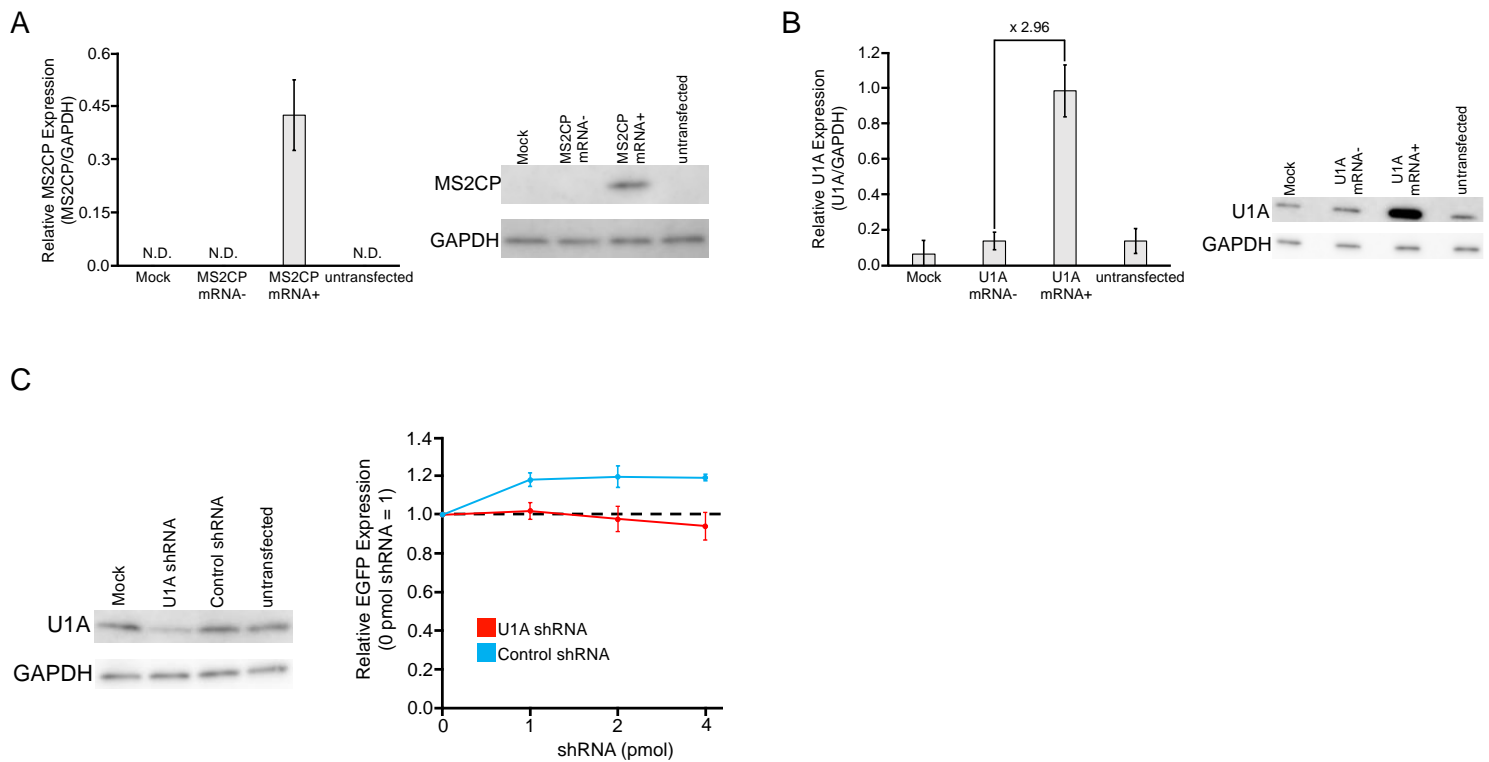 A
Relative MS2CP Expression
(MS2CP/GAPDH)
0.6
0.45
0.3
0.15
0.0
N.D.
N.D.
N.D.
Mock
MS2CP
mRNA-
MS2CP
mRNA+
untransfected
Mock
MS2CP
mRNA-
MS2CP
mRNA+
untransfected
MS2CP
GAPDH
B
Relative U1A Expression
(U1A/GAPDH)
x 2.96
1.2
1.0
0.8
0.6
0.4
0.2
0.0
Mock
U1A
mRNA-
U1A
mRNA+
untransfected
Mock
U1A
mRNA-
U1A
mRNA+
untransfected
U1A
GAPDH
C
Mock
U1A shRNA
Control shRNA
untransfected
U1A
GAPDH
Relative EGFP Expression
(0 pmol shRNA = 1)
1.4
1.2
1.0
0.8
0.6
0.4
0.2
0.0
U1A shRNA
Control shRNA
0
1
2
4
shRNA (pmol)